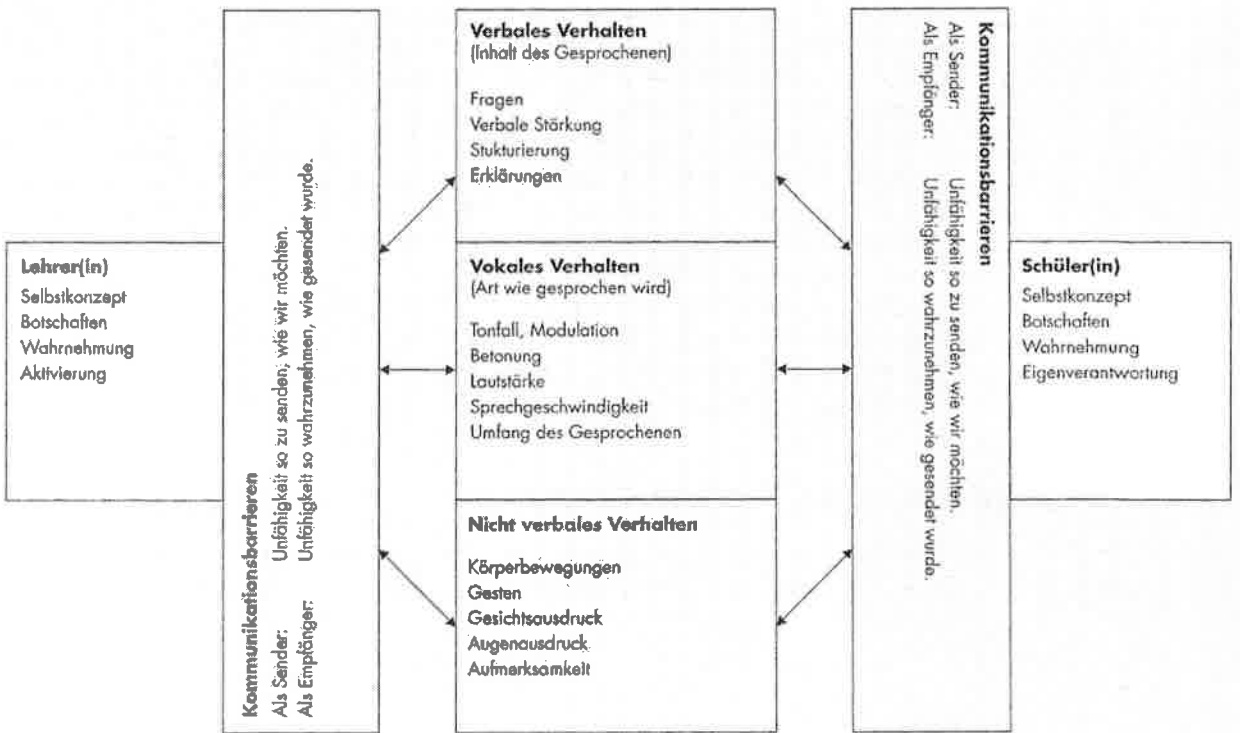 Lehrer(in)
Selbstkonzept
Botschaften
Wahrnehmung
Aktivierung
Kommunikationsbarrieren
Als Sender: Unfähigkeit so zu senden, wie wir möchten.
Als Empfänger: Unfähigkeit so wahrzunehmen, wie gesendet wurde.
Verbales Verhalten
(Inhalt des Gesprochenen)
Fragen
Verbale Stärkung
Stukturierung
Erklärungen
Vokales Verhalten
(Art wie gesprochen wird)
Tonfall, Modulation
Betonung
Lautstärke
Sprechgeschwindigkeit
Umfang des Gesprochenen
Nicht verbales Verhalten
Körperbewegungen
Gesten
Gesichtsausdruck
Augenausdruck
Aufmerksamkeit
Kommunikationsbarrieren
Als Sender: Unfähigkeit so zu senden, wie wir möchten.
Als Empfänger: Unfähigkeit so wahrzunehmen, wie gesendet wurde.
Schüler(in)
Selbstkonzept
Botschaften
Wahrnehmung
Eigenverantwortung